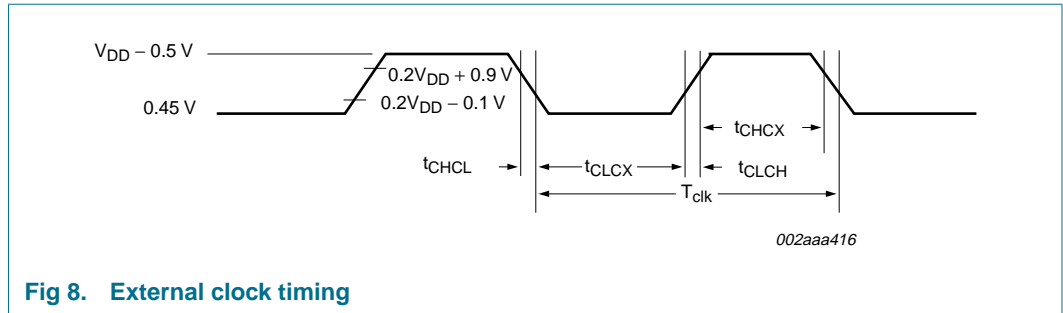 VDD − 0.5 V
0.2VDD + 0.9 V
0.45 V
0.2VDD − 0.1 V
tCHCX
tCHCL
tCLCX
tCLCH
Tclk
002aaa416
Fig 8. External clock timing